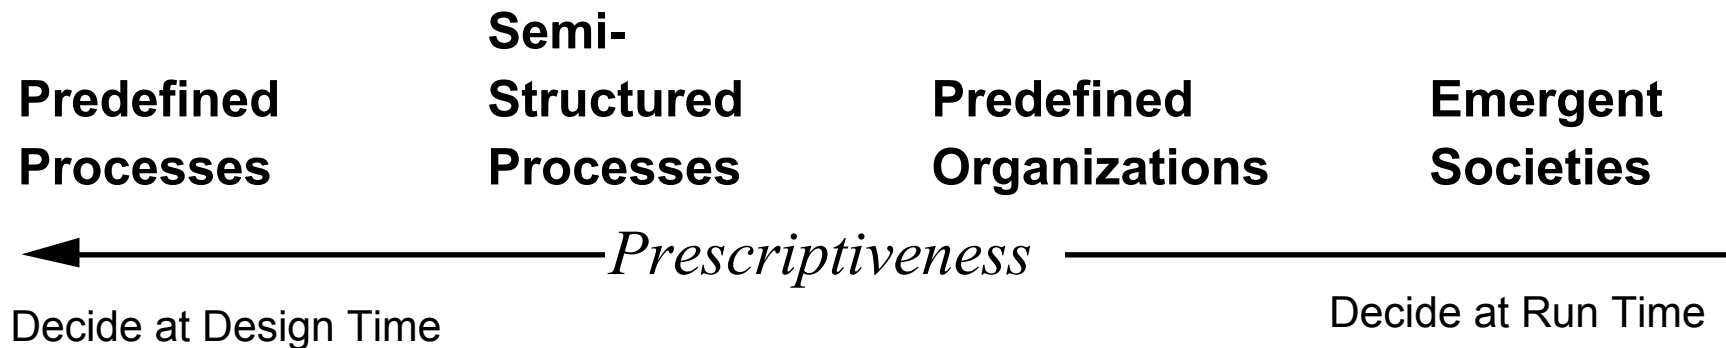 Predefined
Processes
Semi-
Structured
Processes
Predefined
Organizations
Emergent
Societies
Prescriptiveness
Decide at Design Time
Decide at Run Time